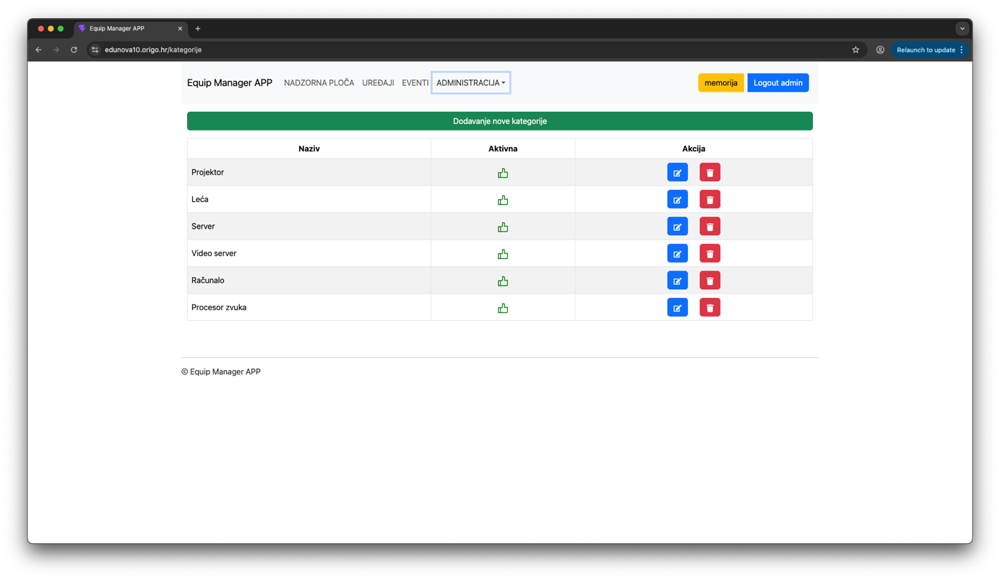 Equip Manager APP
edunova10.origo.hr/kategorije
Relaunch to update
Equip Manager APP NADZORNA PLOČA UREĐAJI EVENTI ADMINISTRACIJA memorija Logout admin
Dodavanje nove kategorije
Naziv Aktivna Akcija
Projektor
Leća
Server
Video server
Računalo
Procesor zvuka
© Equip Manager APP